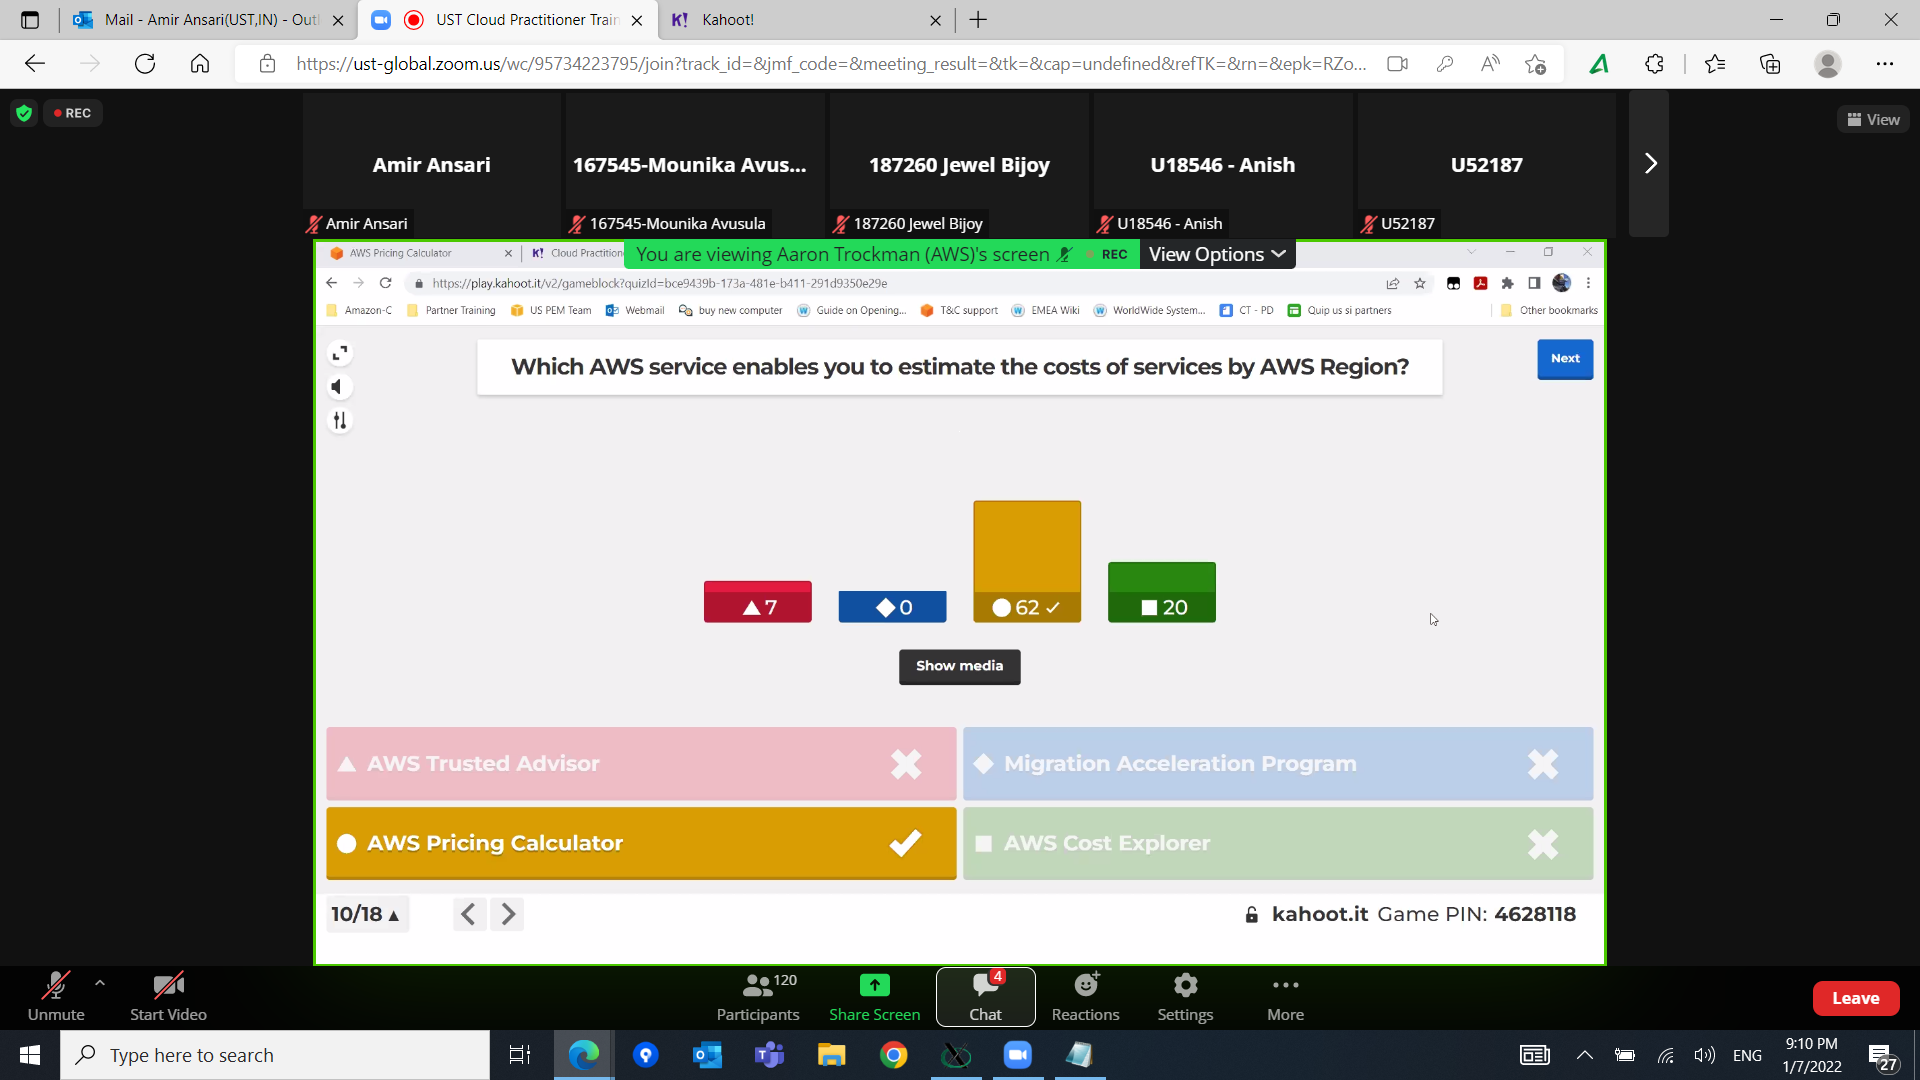 Mail - Amir Ansari(UST,IN) - Outl
UST Cloud Practitioner Train
K! Kahoot!
https://ust-global.zoom.us/wc/95734223795/join?track_id=&jmf_code=&meeting_result=&tk=&cap=undefined&refTK=&rn=&epk=RZo...
REC
View
Amir Ansari
167545-Mounika Avus...
187260 Jewel Bijoy
U18546 - Anish
U52187
Amir Ansari
167545-Mounika Avusula
187260 Jewel Bijoy
U18546 - Anish
U52187
AWS Pricing Calculator
K! Cloud Practition
You are viewing Aaron Trockman (AWS)'s screen
REC
View Options
https://play.kahoot.it/v2/gameblock?quizId=bce9439b-173a-481e-b411-291d9350e29e
Amazon-C
Partner Training
US PEM Team
Webmail
buy new computer
Guide on Opening...
T&C support
EMEA Wiki
WorldWide System...
CT - PD
Quip us si partners
Other bookmarks
Which AWS service enables you to estimate the costs of services by AWS Region?
Next
7
0
62
20
Show media
AWS Trusted Advisor
Migration Acceleration Program
AWS Pricing Calculator
AWS Cost Explorer
10/18
kahoot.it Game PIN: 4628118
Unmute
Start Video
120
Participants
Share Screen
4
Chat
Reactions
Settings
More
Leave
Type here to search
ENG
9:10 PM
1/7/2022
27